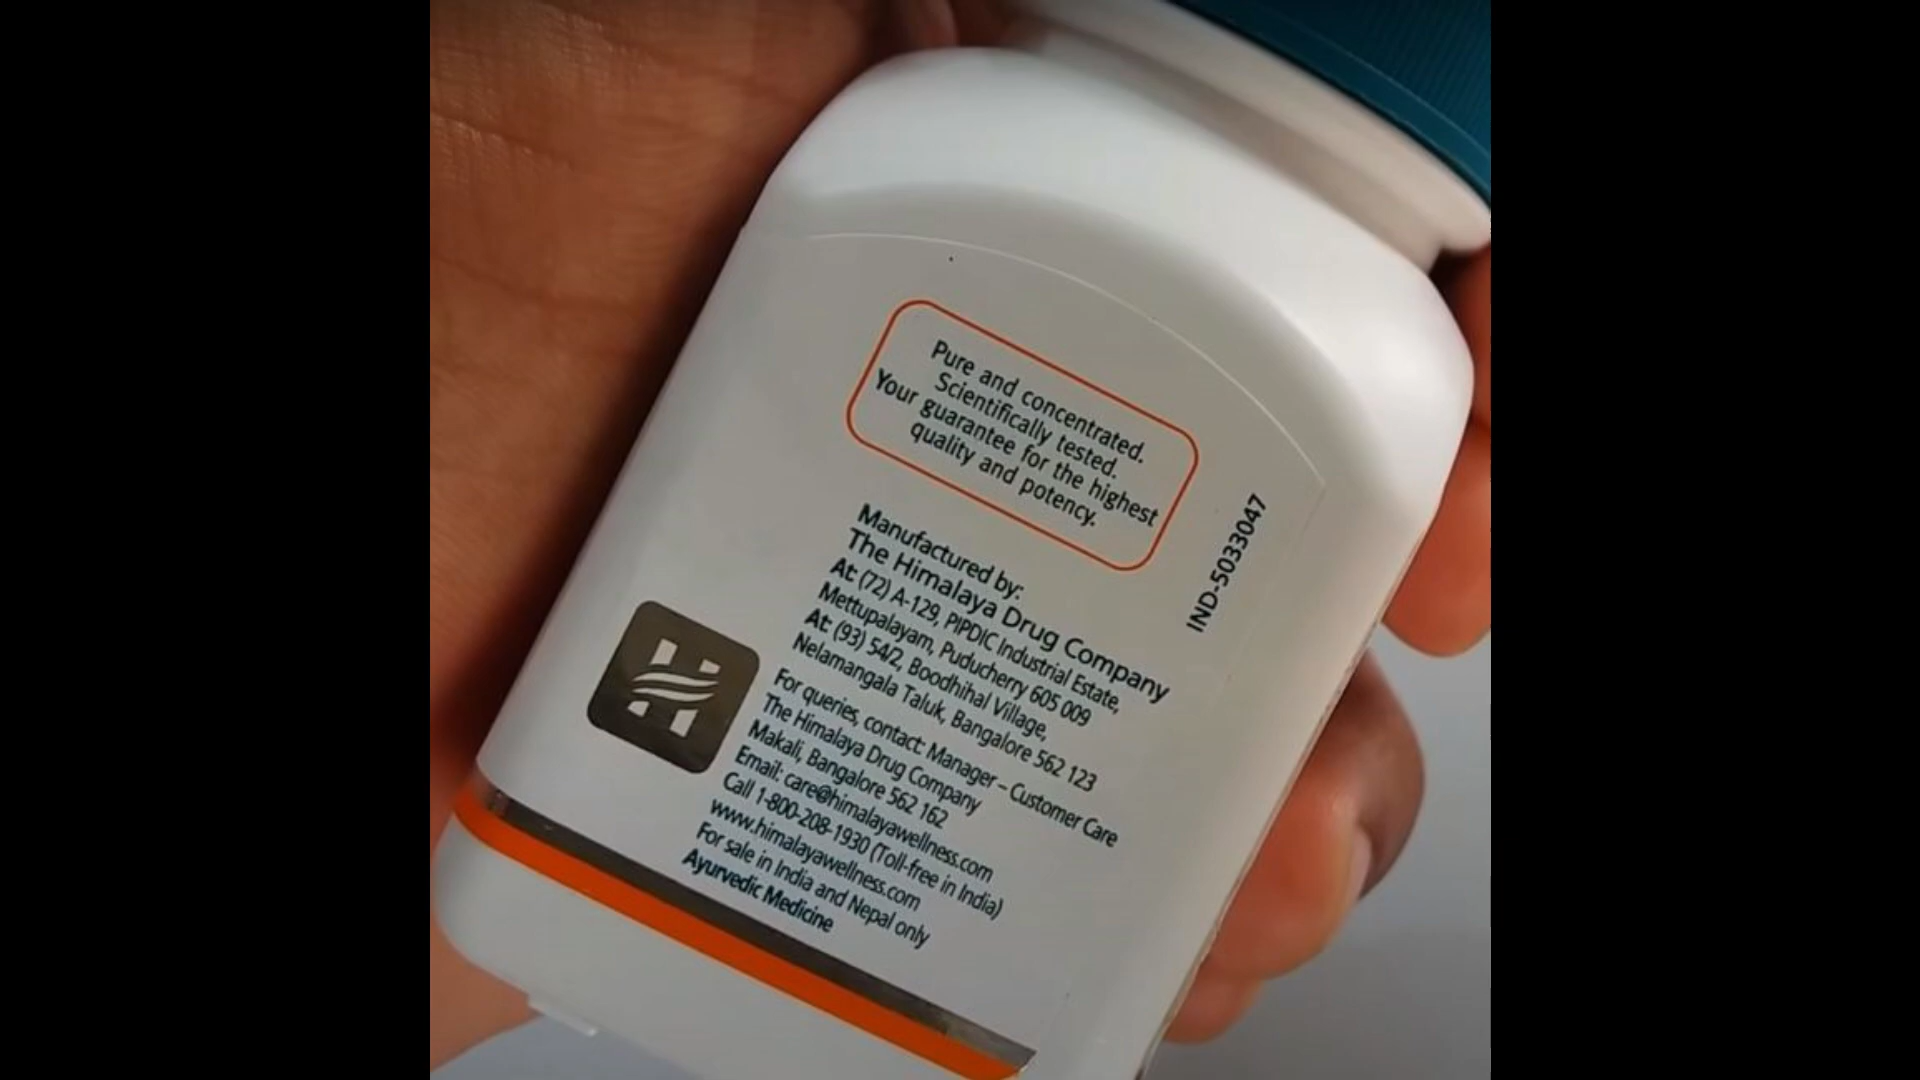 Pure and concentrated.
Scientifically tested.
Your guarantee for the highest
quality and potency.
IND-5033047
Manufactured by:
The Himalaya Drug Company
At: (72) A-129, PIPDIC Industrial Estate,
Mettupalayam, Puducherry 605 009
At: (93) 54/2, Boodhihal Village,
Nelamangala Taluk, Bangalore 562 123
For queries, contact: Manager – Customer Care
The Himalaya Drug Company
Makali, Bangalore 562 162
Email: care@himalayawellness.com
Call 1-800-208-1930 (Toll-free in India)
www.himalayawellness.com
For sale in India and Nepal only
Ayurvedic Medicine